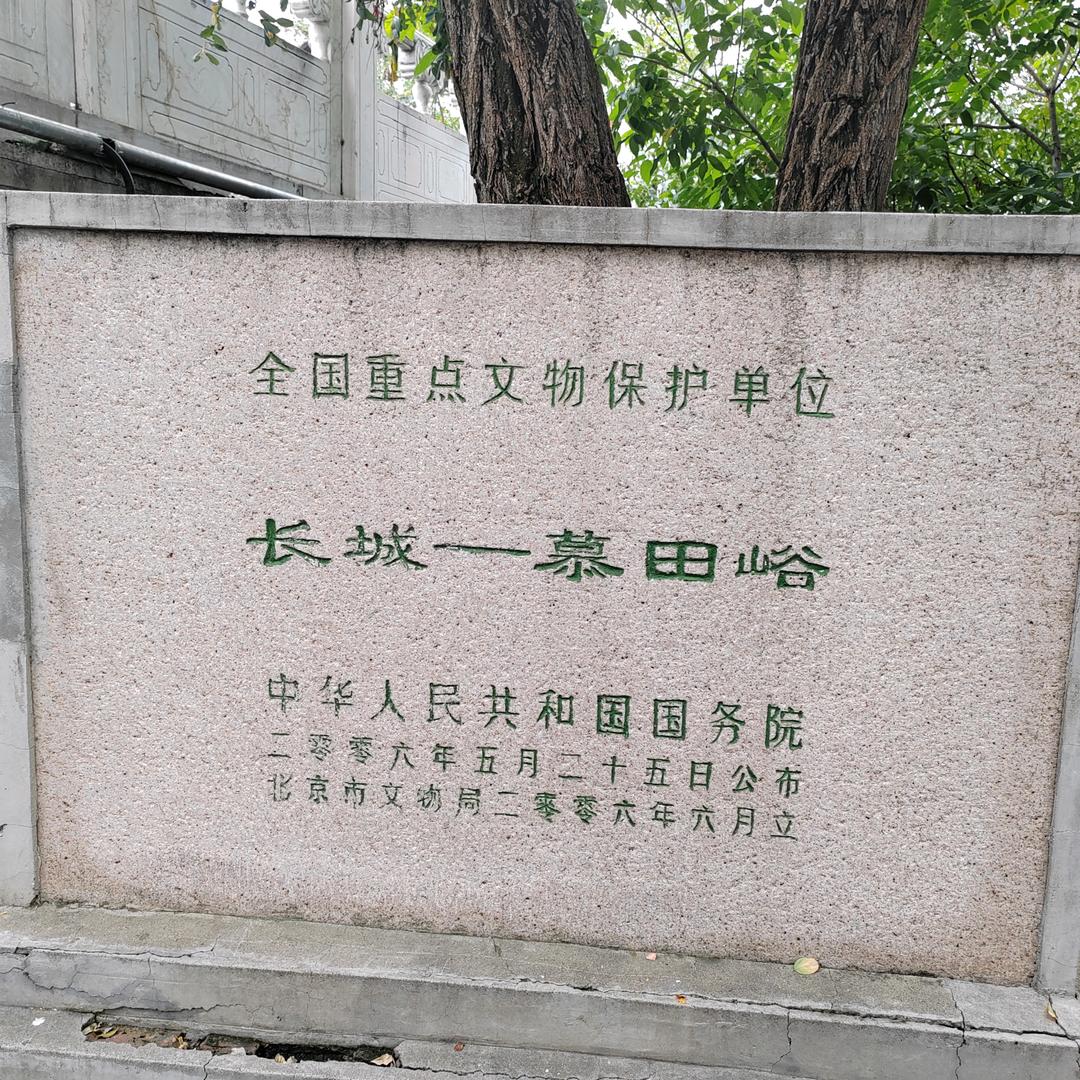 全国重点文物保护单位
长城一慕田峪
中华人民共和国国务院
二零零六年五月二十五日公布
北京市文物局二零零六年六月立